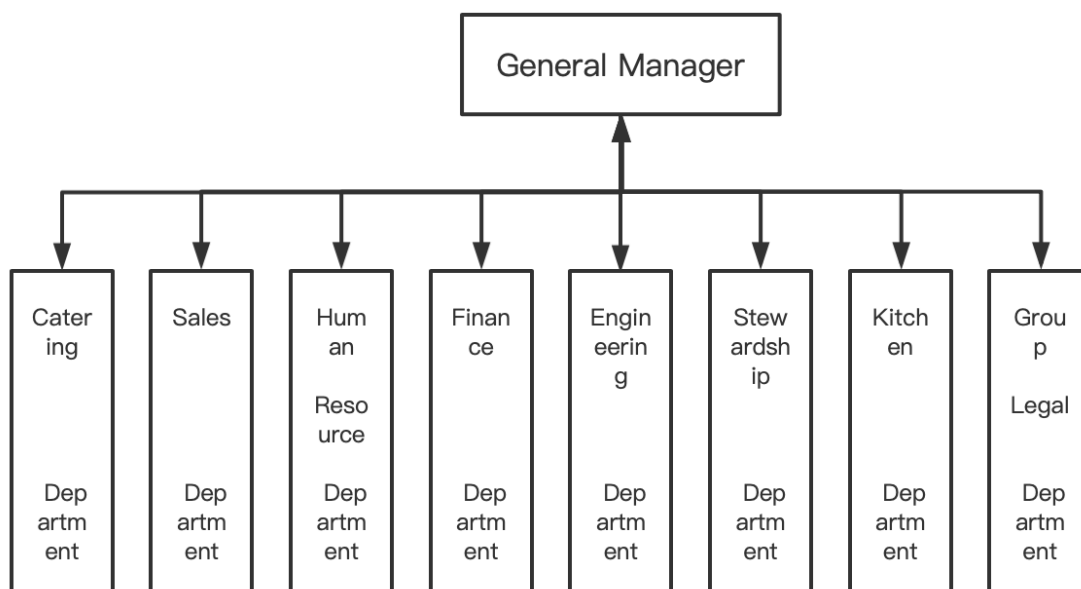 General Manager
Cater
ing
Dep
artm
ent
Sales
Dep
artm
ent
Hum
an
Reso
urce
Dep
artm
ent
Finan
ce
Dep
artm
ent
Engin
eerin
g
Dep
artm
ent
Stew
ardsh
ip
Dep
artm
ent
Kitch
en
Dep
artm
ent
Grou
p
Legal
Dep
artm
ent